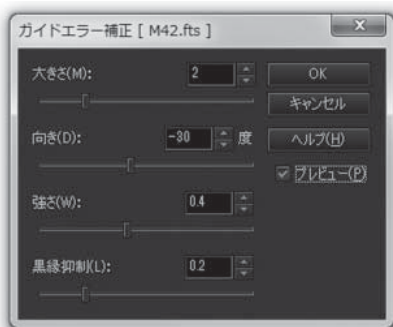 ガイドエラー補正 [ M42.fts ]
大きさ(M): 2
OK
キャンセル
向き(D): -30 度
ヘルプ(H)
プレビュー(P)
強さ(W): 0.4
黒縁抑制(L): 0.2